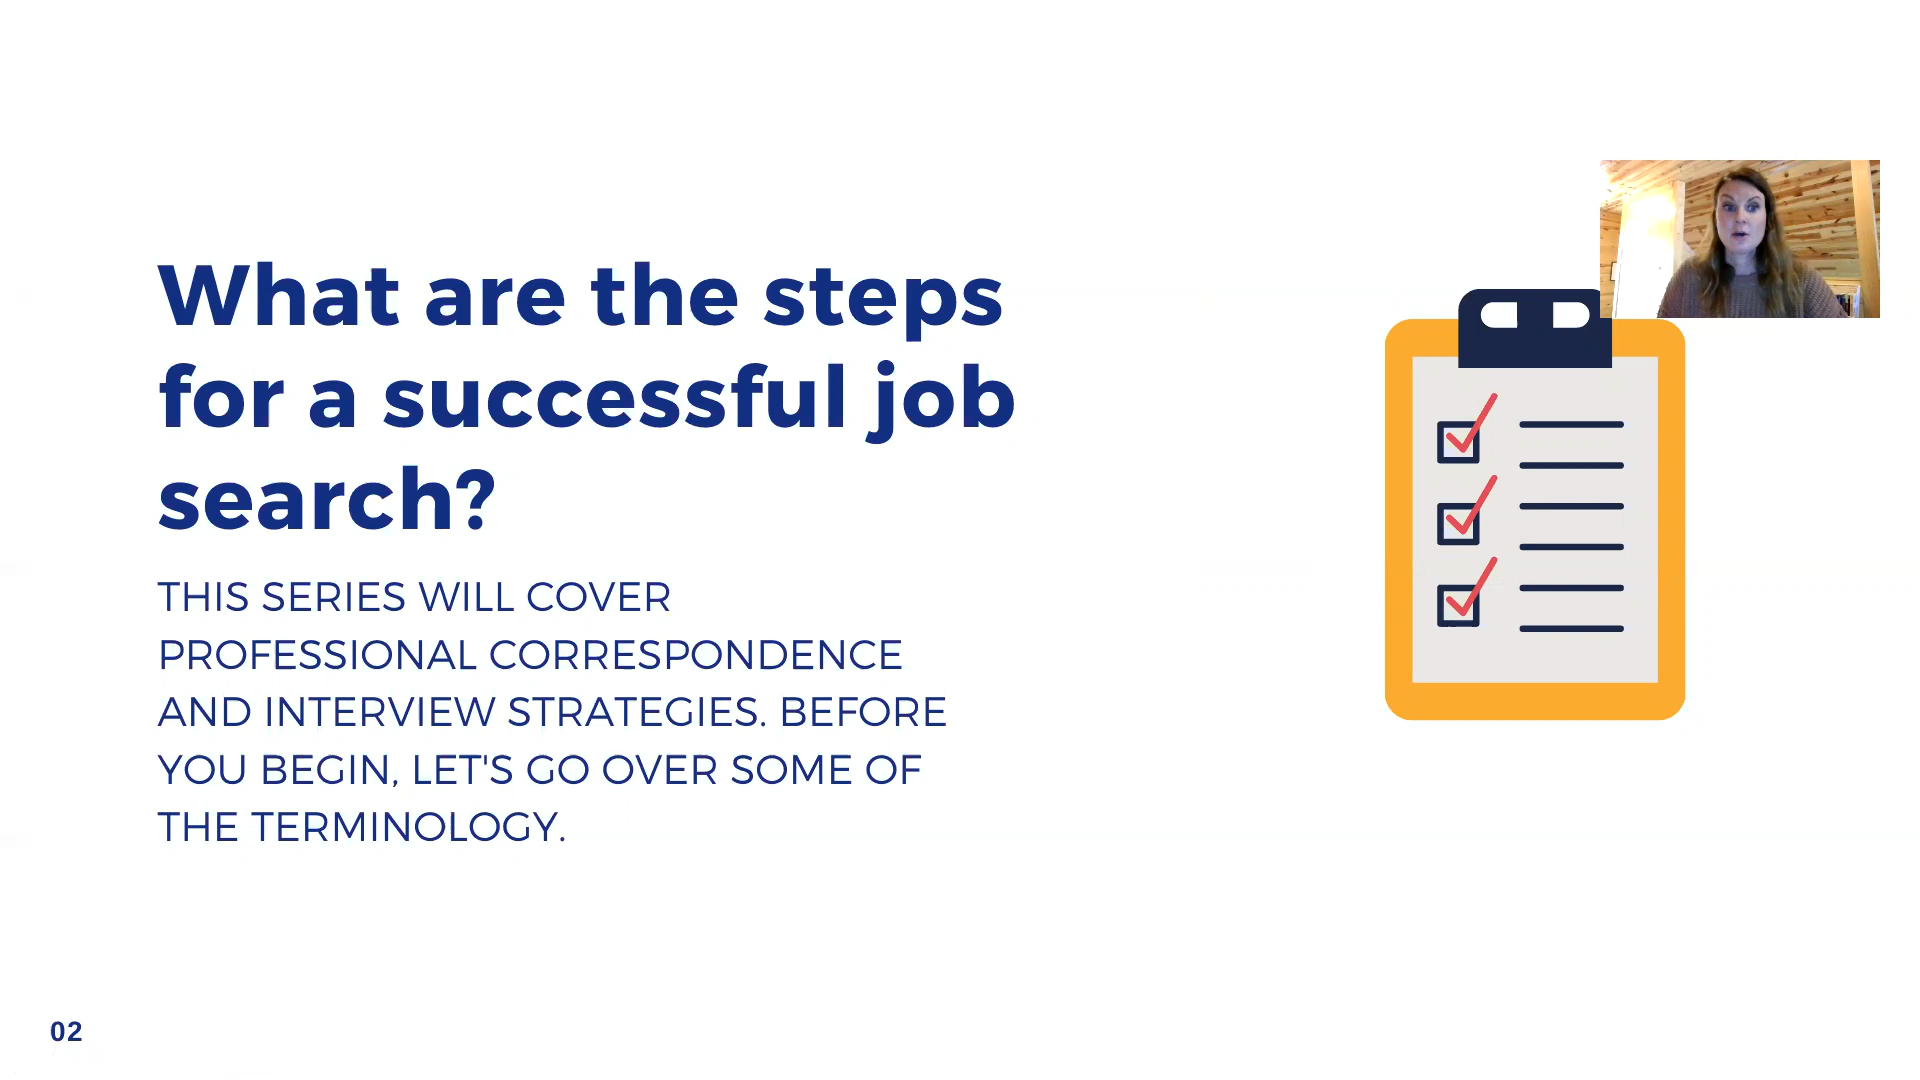 What are the steps
for a successful job
search?
THIS SERIES WILL COVER
PROFESSIONAL CORRESPONDENCE
AND INTERVIEW STRATEGIES. BEFORE
YOU BEGIN, LET'S GO OVER SOME OF
THE TERMINOLOGY.
02